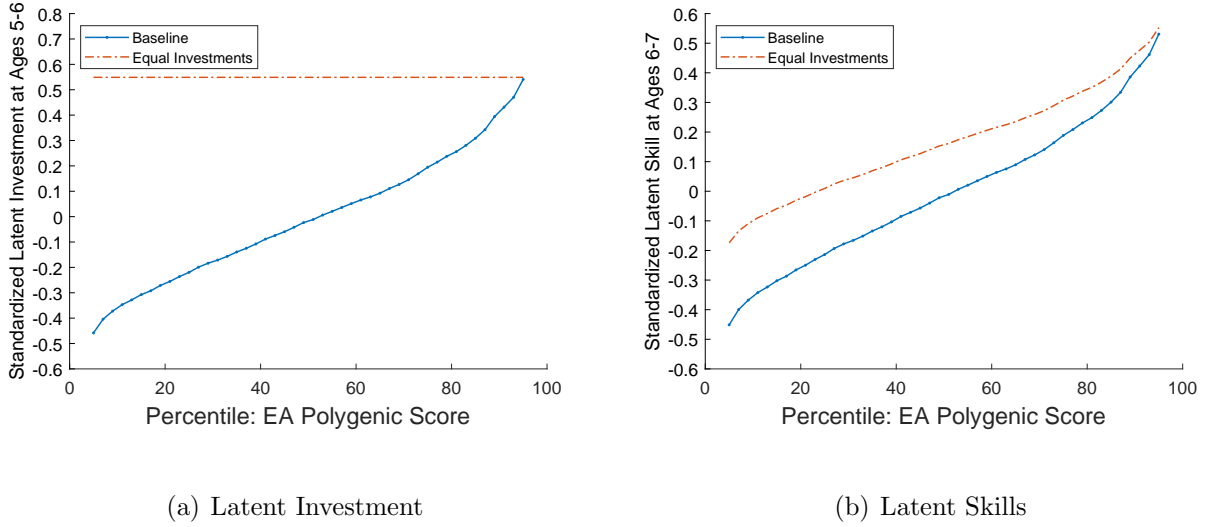 Standardized Latent Investment at Ages 5-6
0.8
0.7
0.6
0.5
0.4
0.3
0.2
0.1
0
-0.1
-0.2
-0.3
-0.4
-0.5
-0.6
Baseline
Equal Investments
0 20 40 60 80 100
Percentile: EA Polygenic Score
(a) Latent Investment
Standardized Latent Skill at Ages 6-7
0.6
0.5
0.4
0.3
0.2
0.1
0
-0.1
-0.2
-0.3
-0.4
-0.5
-0.6
Baseline
Equal Investments
0 20 40 60 80 100
Percentile: EA Polygenic Score
(b) Latent Skills